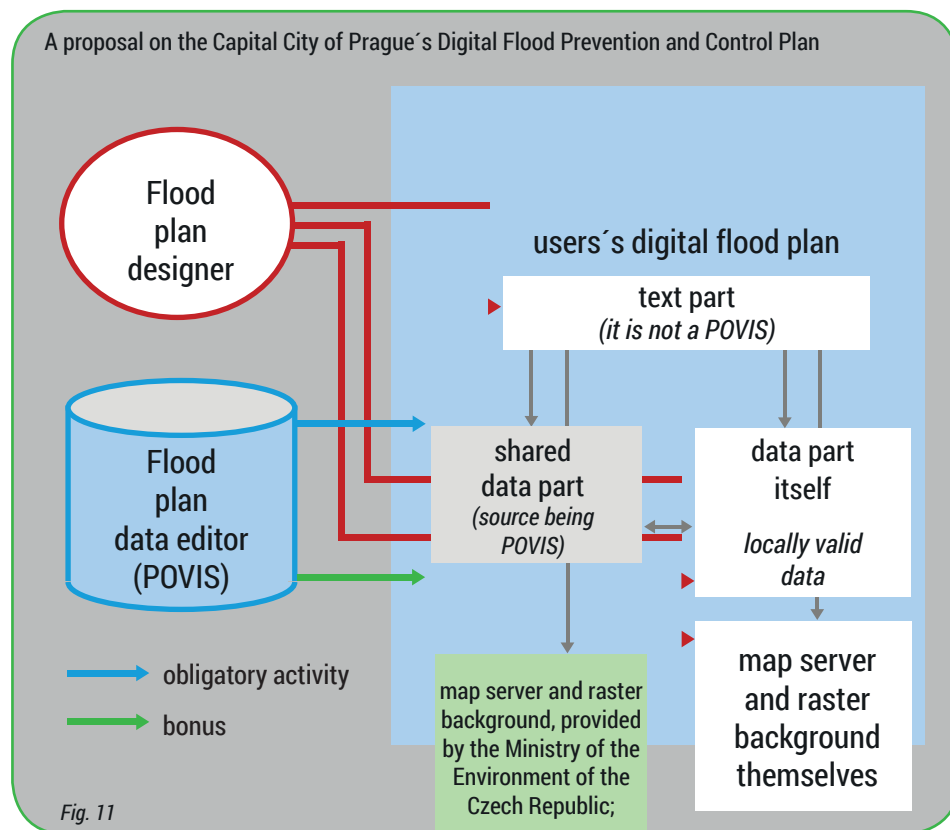 A proposal on the Capital City of Prague´s Digital Flood Prevention and Control Plan
Flood
plan
designer
users´s digital flood plan
text part
(it is not a POVIS)
Flood
plan
data editor
(POVIS)
shared
data part
(source being
POVIS)
data part
itself
locally valid
data
obligatory activity
bonus
map server and raster
background, provided
by the Ministry of the
Environment of the
Czech Republic;
map server
and raster
background
themselves
Fig. 11